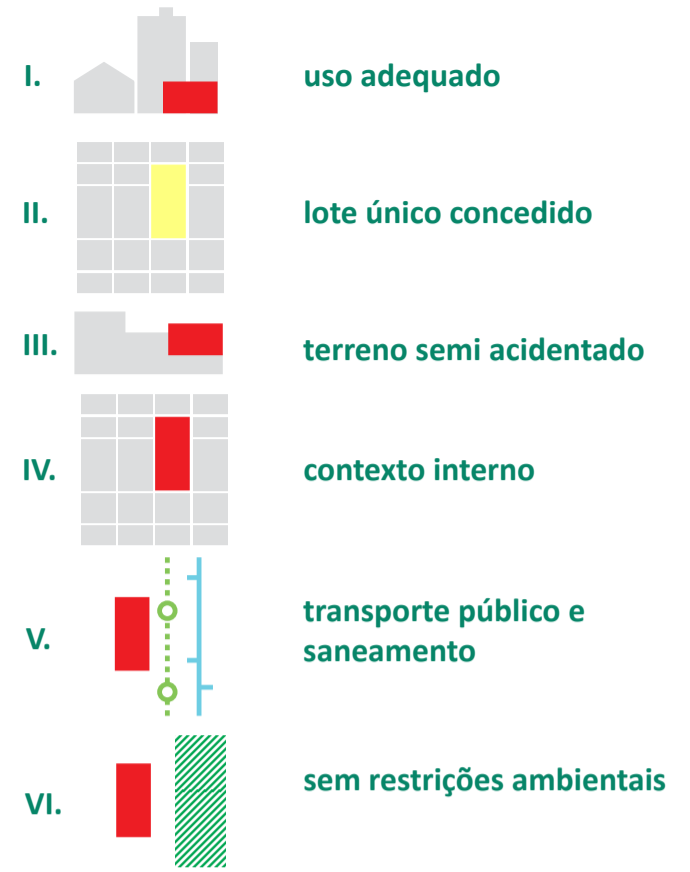 I. uso adequado
II. lote único concedido
III. terreno semi acidentado
IV. contexto interno
V. transporte público e
saneamento
VI. sem restrições ambientais